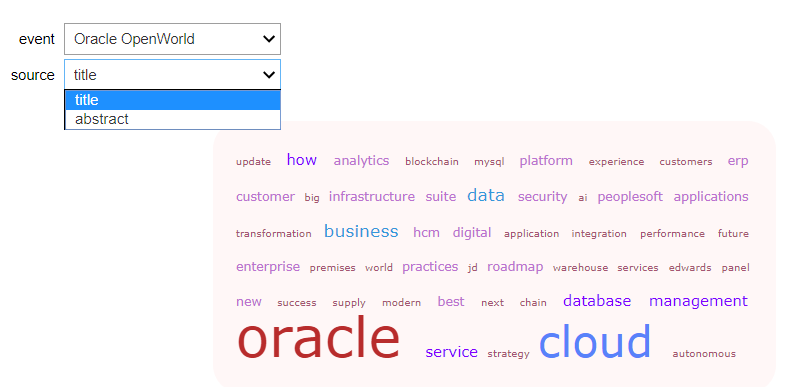 event Oracle OpenWorld
source title
title
abstract
update how analytics blockchain mysql platform experience customers erp
customer big infrastructure suite data security ai peoplesoft applications
transformation business hcm digital application integration performance future
enterprise premises world practices jd roadmap warehouse services edwards panel
new success supply modern best next chain database management
oracle service strategy cloud autonomous